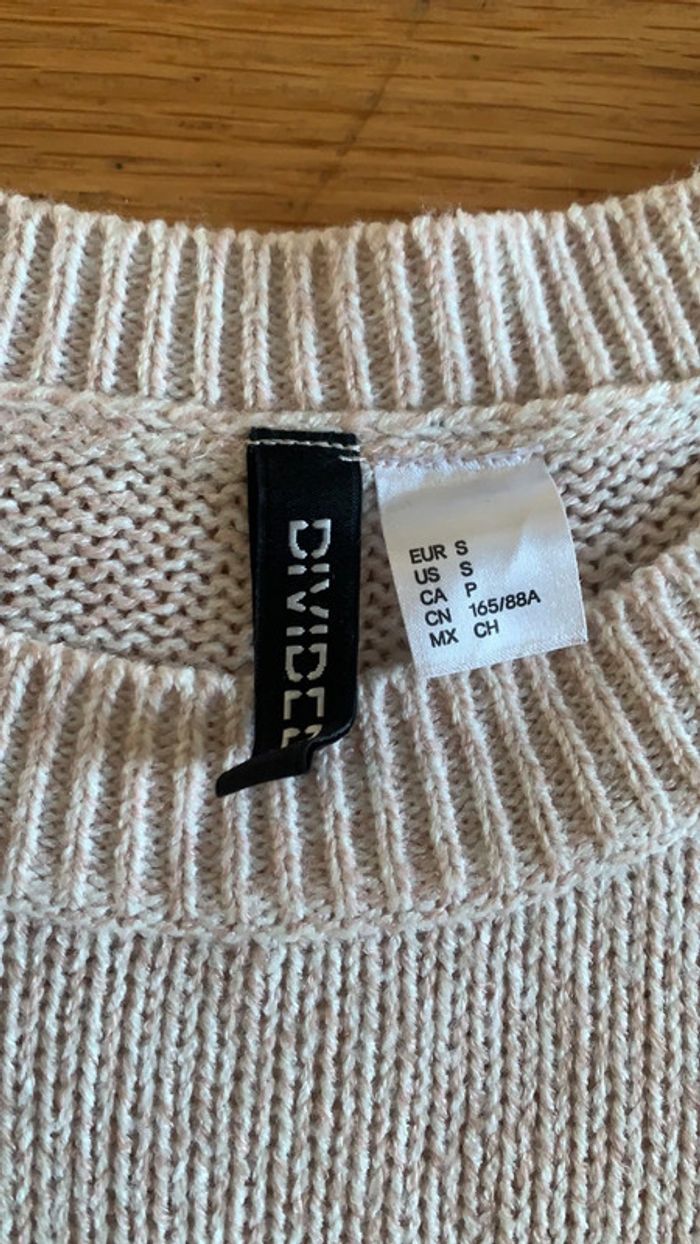 DIVIDED
EUR S
US S
CA P
CN 165/88A
MX CH